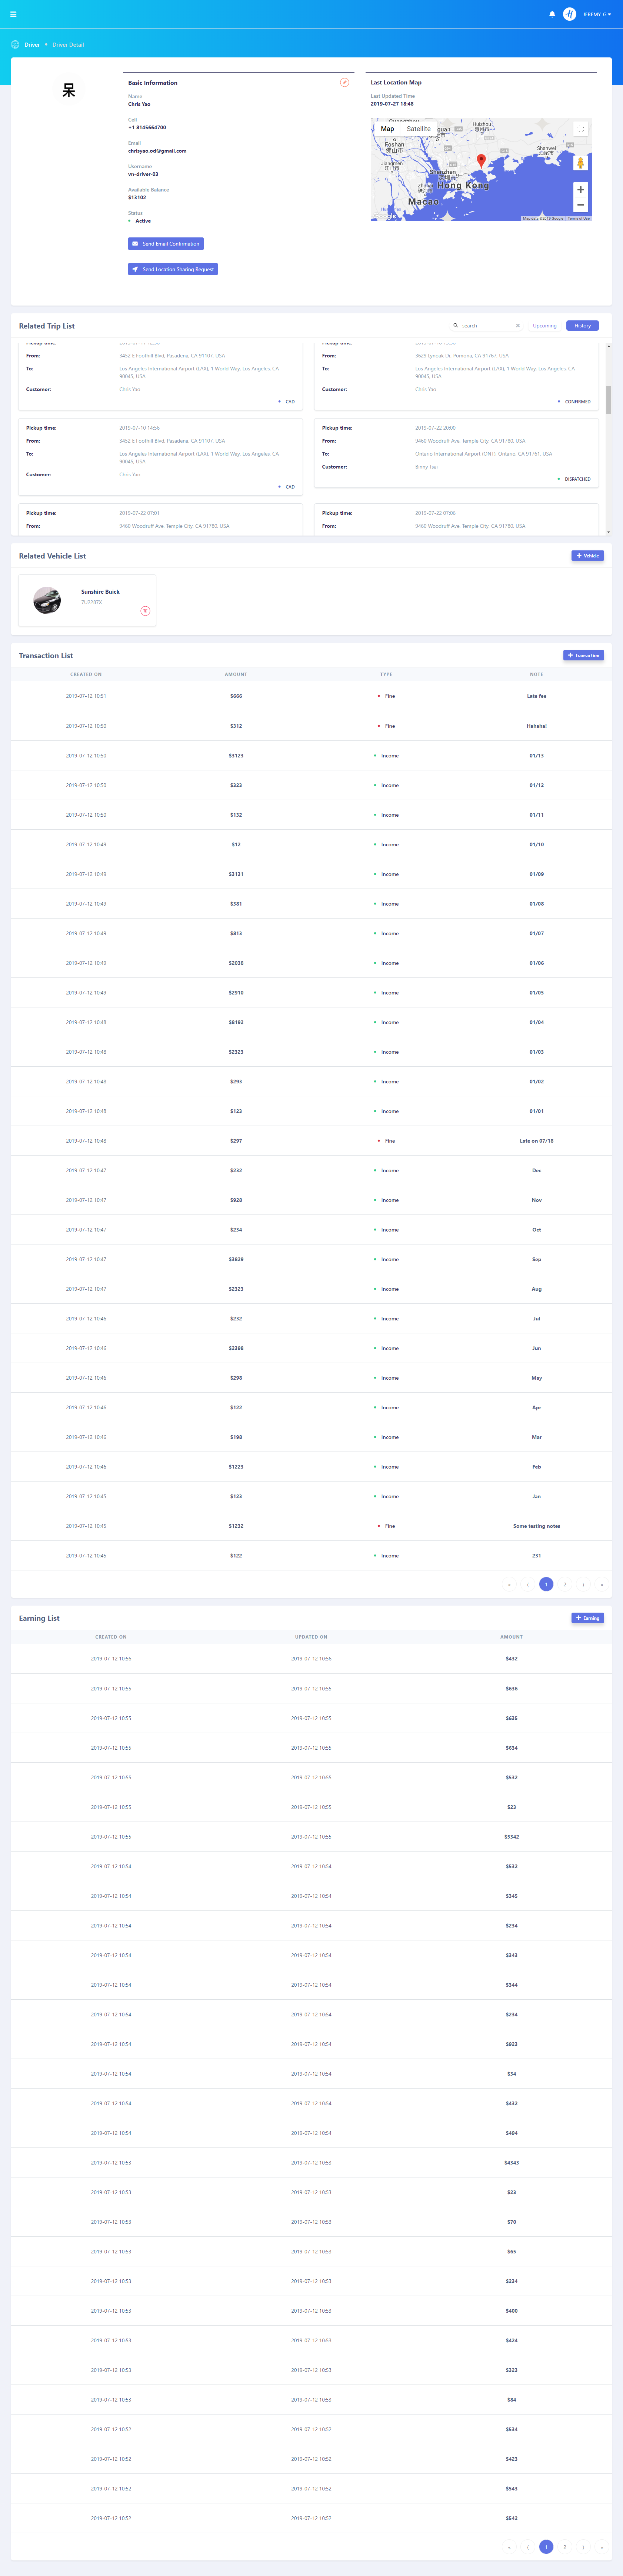 JEREMY-G
Driver • Driver Detail
呆
Basic Information
Name
Chris Yao
Cell
+1 8145664700
Email
chrisyao.od@gmail.com
Username
vn-driver-03
Available Balance
$13102
Status
Active
Send Email Confirmation
Send Location Sharing Request
Last Location Map
Last Updated Time
2019-07-27 18:48
Map Satellite
Huizhou
惠州市
Foshan
佛山市
Shanwei
汕尾市
Shenzhen
深圳市
Hong Kong
Macao
Terms of Use
Related Trip List
search
Upcoming
History
From: 3452 E Foothill Blvd, Pasadena, CA 91107, USA
To: Los Angeles International Airport (LAX), 1 World Way, Los Angeles, CA
90045, USA
Customer: Chris Yao
CAD
From: 3629 Lynoak Dr, Pomona, CA 91767, USA
To: Los Angeles International Airport (LAX), 1 World Way, Los Angeles, CA
90045, USA
Customer: Chris Yao
CONFIRMED
Pickup time: 2019-07-10 14:56
From: 3452 E Foothill Blvd, Pasadena, CA 91107, USA
To: Los Angeles International Airport (LAX), 1 World Way, Los Angeles, CA
90045, USA
Customer: Chris Yao
CAD
Pickup time: 2019-07-22 20:00
From: 9460 Woodruff Ave, Temple City, CA 91780, USA
To: Ontario International Airport (ONT), Ontario, CA 91761, USA
Customer: Binny Tsai
DISPATCHED
Pickup time: 2019-07-22 07:01
From: 9460 Woodruff Ave, Temple City, CA 91780, USA
Pickup time: 2019-07-22 07:06
From: 9460 Woodruff Ave, Temple City, CA 91780, USA
Related Vehicle List
Vehicle
Sunshire Buick
7U2287X
Transaction List
Transaction
CREATED ON AMOUNT TYPE NOTE
2019-07-12 10:51 $666 Fine Late fee
2019-07-12 10:50 $312 Fine Hahaha!
2019-07-12 10:50 $3123 Income 01/13
2019-07-12 10:50 $323 Income 01/12
2019-07-12 10:50 $132 Income 01/11
2019-07-12 10:49 $12 Income 01/10
2019-07-12 10:49 $3131 Income 01/09
2019-07-12 10:49 $381 Income 01/08
2019-07-12 10:49 $813 Income 01/07
2019-07-12 10:49 $2038 Income 01/06
2019-07-12 10:49 $2910 Income 01/05
2019-07-12 10:48 $8192 Income 01/04
2019-07-12 10:48 $2323 Income 01/03
2019-07-12 10:48 $293 Income 01/02
2019-07-12 10:48 $123 Income 01/01
2019-07-12 10:48 $297 Fine Late on 07/18
2019-07-12 10:47 $232 Income Dec
2019-07-12 10:47 $928 Income Nov
2019-07-12 10:47 $234 Income Oct
2019-07-12 10:47 $3829 Income Sep
2019-07-12 10:47 $2323 Income Aug
2019-07-12 10:46 $232 Income Jul
2019-07-12 10:46 $2398 Income Jun
2019-07-12 10:46 $298 Income May
2019-07-12 10:46 $122 Income Apr
2019-07-12 10:46 $198 Income Mar
2019-07-12 10:46 $1223 Income Feb
2019-07-12 10:45 $123 Income Jan
2019-07-12 10:45 $1232 Fine Some testing notes
2019-07-12 10:45 $122 Income 231
« ⟨ 1 2 ⟩ »
Earning List
Earning
CREATED ON UPDATED ON AMOUNT
2019-07-12 10:56 2019-07-12 10:56 $432
2019-07-12 10:55 2019-07-12 10:55 $636
2019-07-12 10:55 2019-07-12 10:55 $635
2019-07-12 10:55 2019-07-12 10:55 $634
2019-07-12 10:55 2019-07-12 10:55 $532
2019-07-12 10:55 2019-07-12 10:55 $23
2019-07-12 10:55 2019-07-12 10:55 $5342
2019-07-12 10:54 2019-07-12 10:54 $532
2019-07-12 10:54 2019-07-12 10:54 $345
2019-07-12 10:54 2019-07-12 10:54 $234
2019-07-12 10:54 2019-07-12 10:54 $343
2019-07-12 10:54 2019-07-12 10:54 $344
2019-07-12 10:54 2019-07-12 10:54 $234
2019-07-12 10:54 2019-07-12 10:54 $923
2019-07-12 10:54 2019-07-12 10:54 $34
2019-07-12 10:54 2019-07-12 10:54 $432
2019-07-12 10:54 2019-07-12 10:54 $494
2019-07-12 10:53 2019-07-12 10:53 $4343
2019-07-12 10:53 2019-07-12 10:53 $23
2019-07-12 10:53 2019-07-12 10:53 $70
2019-07-12 10:53 2019-07-12 10:53 $65
2019-07-12 10:53 2019-07-12 10:53 $234
2019-07-12 10:53 2019-07-12 10:53 $400
2019-07-12 10:53 2019-07-12 10:53 $424
2019-07-12 10:53 2019-07-12 10:53 $323
2019-07-12 10:53 2019-07-12 10:53 $84
2019-07-12 10:52 2019-07-12 10:52 $534
2019-07-12 10:52 2019-07-12 10:52 $423
2019-07-12 10:52 2019-07-12 10:52 $543
2019-07-12 10:52 2019-07-12 10:52 $542
« ⟨ 1 2 ⟩ »